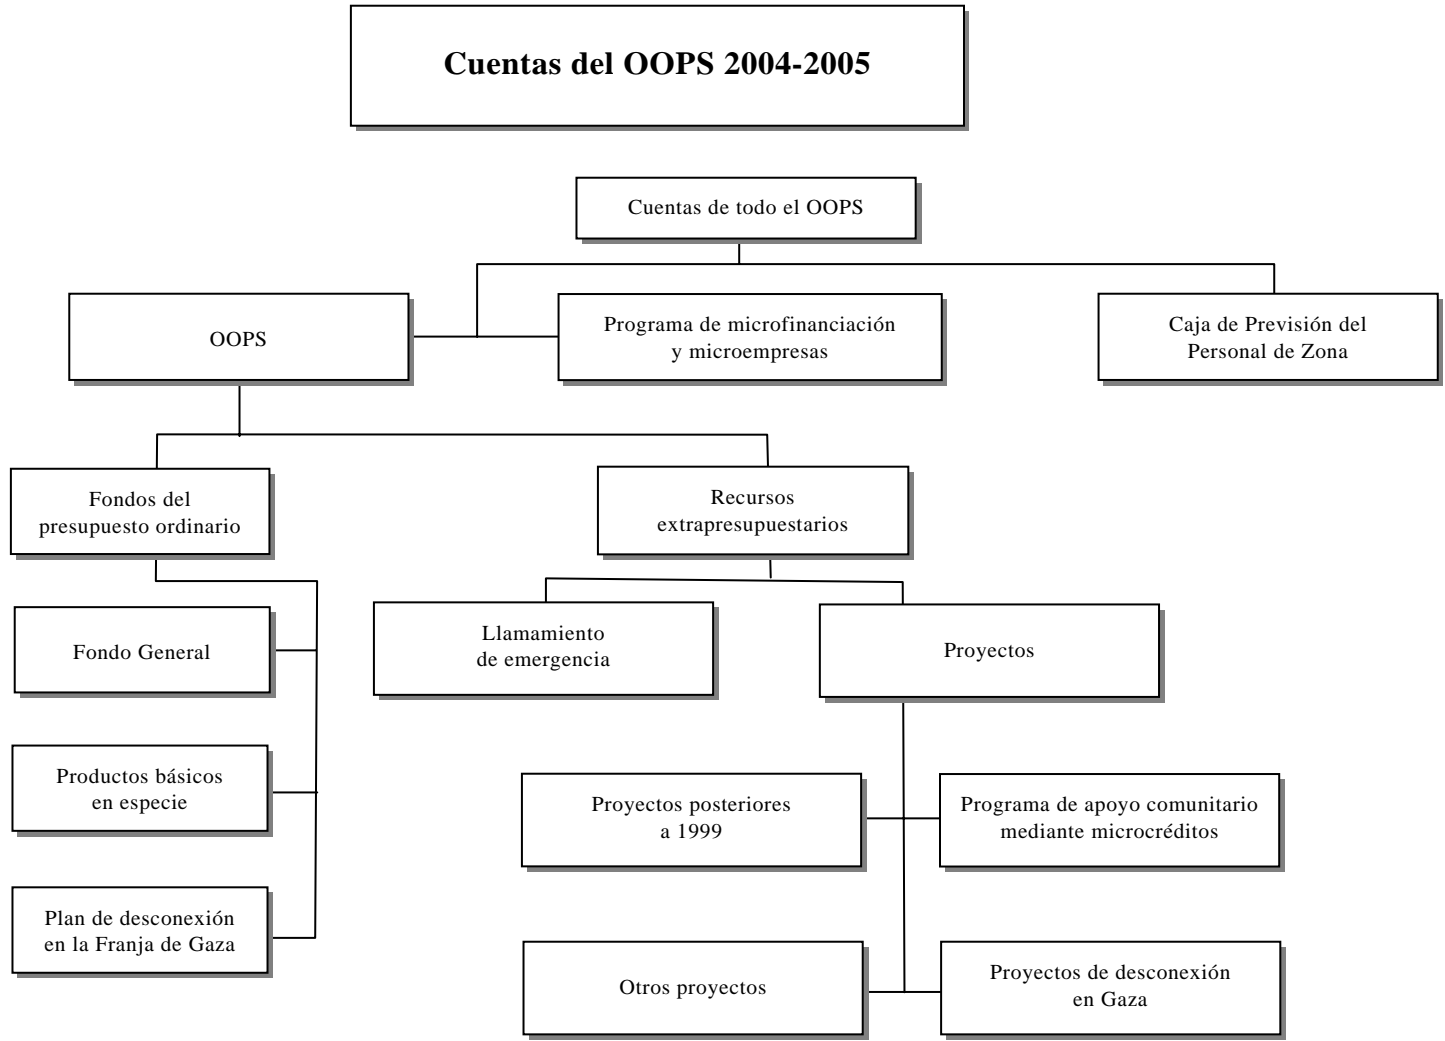 Cuentas del OOPS 2004-2005
Cuentas de todo el OOPS
OOPS
Programa de microfinanciación
y microempresas
Caja de Previsión del
Personal de Zona
Fondos del
presupuesto ordinario
Recursos
extrapresupuestarios
Fondo General
Llamamiento
de emergencia
Proyectos
Productos básicos
en especie
Proyectos posteriores
a 1999
Programa de apoyo comunitario
mediante microcréditos
Plan de desconexión
en la Franja de Gaza
Otros proyectos
Proyectos de desconexión
en Gaza